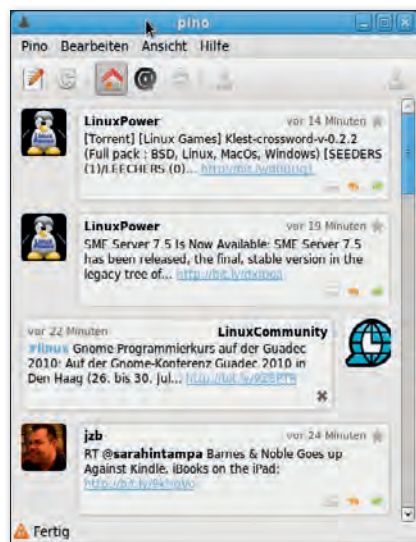 pino
Pino Bearbeiten Ansicht Hilfe
LinuxPower vor 14 Minuten
[Torrent] [Linux Games] Klest-crossword-v-0.2.2
(Full pack : BSD, Linux, MacOs, Windows) [SEEDERS
(1)/LEECHERS (0)...
LinuxPower vor 19 Minuten
SME Server 7.5 Is Now Available: SME Server 7.5
has been released, the final, stable version in the
legacy tree of...
vor 22 Minuten LinuxCommunity
#linux Gnome-Programmierkurs auf der Guadec
2010: Auf der Gnome-Konferenz Guadec 2010 in
Den Haag (26. bis 30. Jul...
jzb vor 24 Minuten
RT @sarahintampa Barnes & Noble Goes up
Against Kindle, iBooks on the iPad:
Fertig